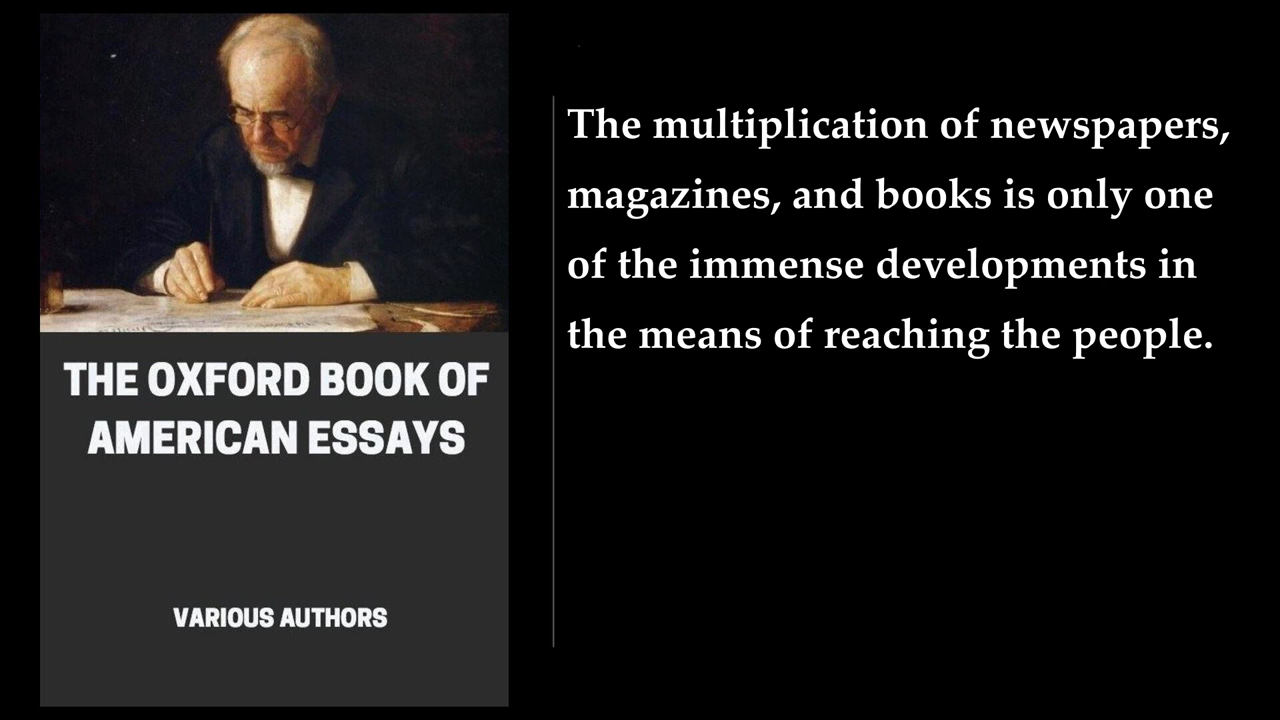 THE OXFORD BOOK OF
AMERICAN ESSAYS
VARIOUS AUTHORS
The multiplication of newspapers,
magazines, and books is only one
of the immense developments in
the means of reaching the people.